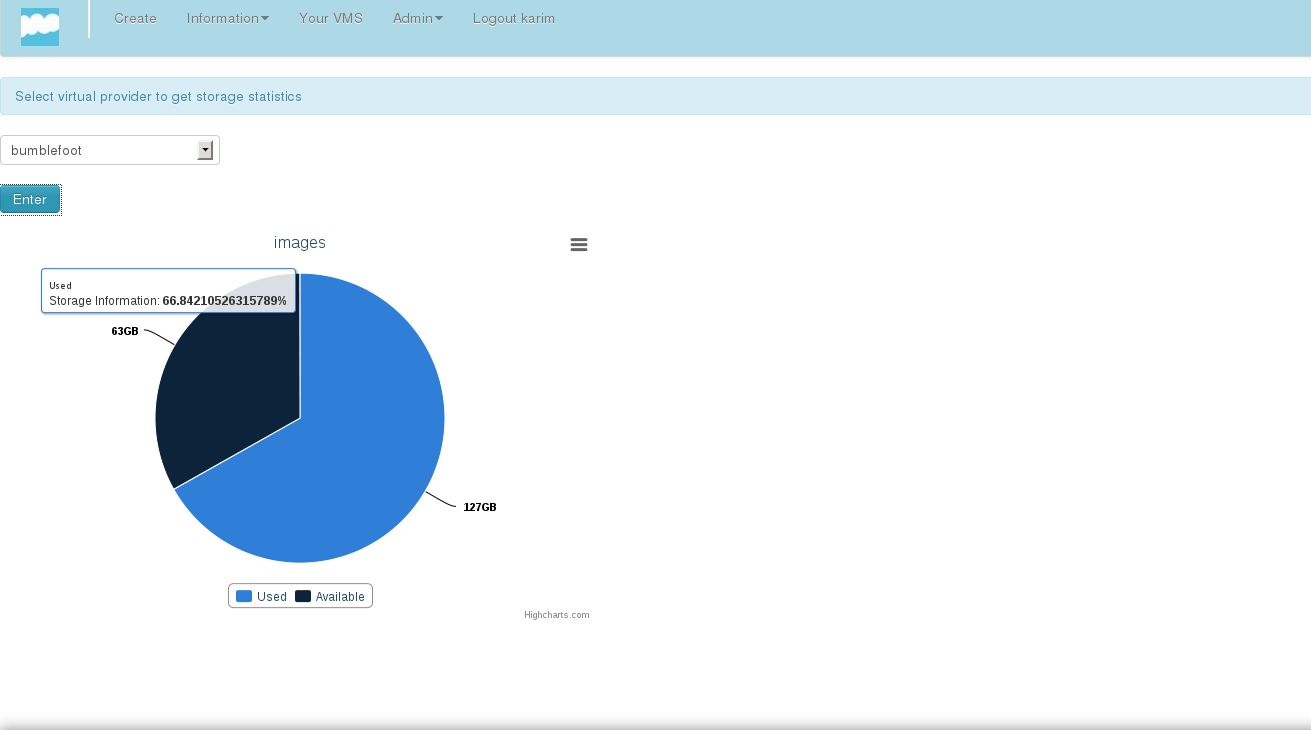 Create Information Your VMS Admin Logout karim
Select virtual provider to get storage statistics
bumblefoot
Enter
images
Used
Storage Information: 66.84210526315789%
63GB
127GB
Used Available
Highcharts.com